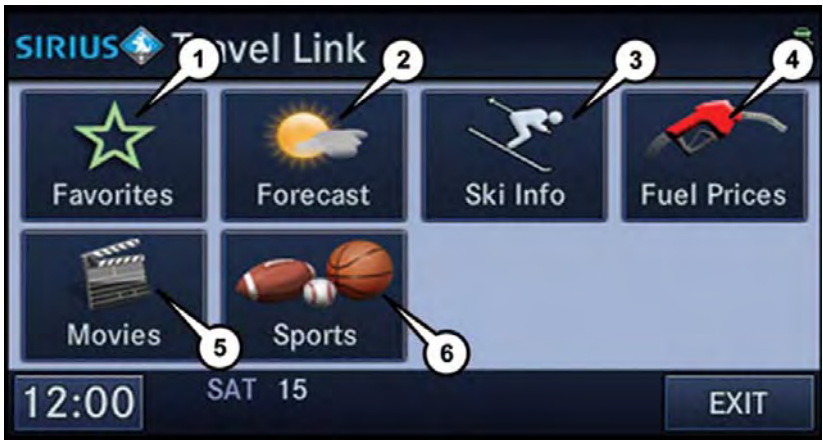 SIRIUS Travel Link
1 2 3 4
Favorites Forecast Ski Info Fuel Prices
Movies Sports
5 6
12:00 SAT 15 EXIT